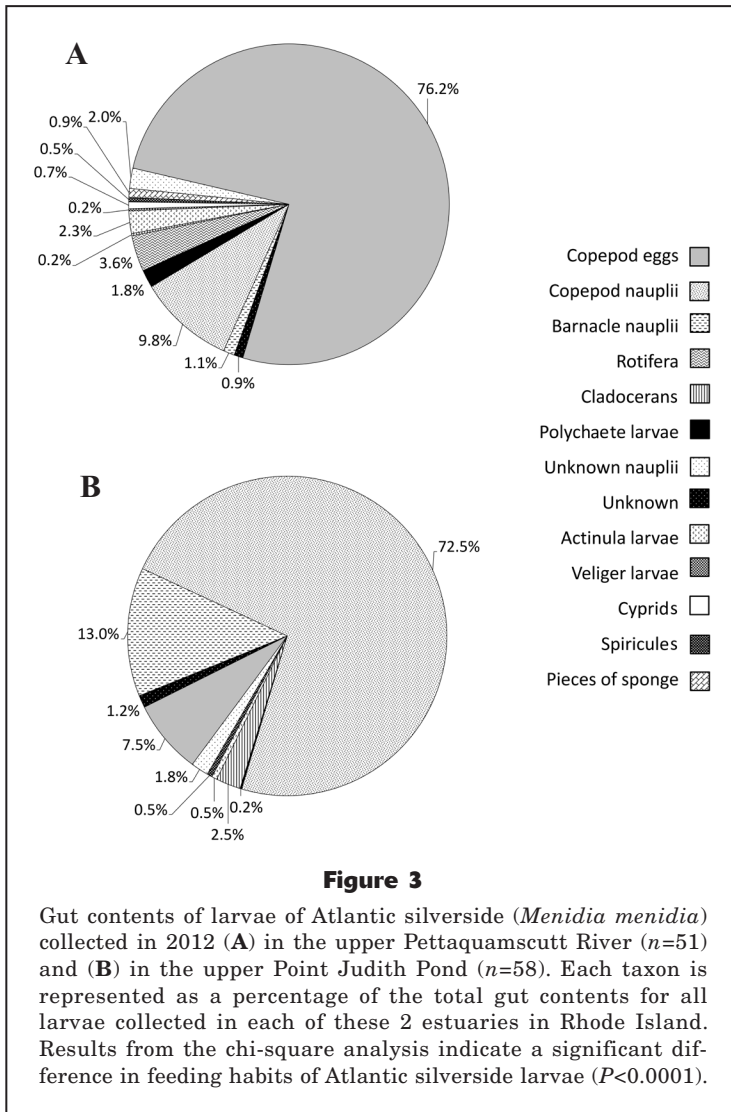 A
76.2%
2.0%
0.9%
0.5%
0.7%
0.2%
2.3%
0.2%
3.6%
1.8%
9.8%
1.1%
0.9%
Copepod eggs
Copepod nauplii
Barnacle nauplii
Rotifera
Cladocerans
Polychaete larvae
Unknown nauplii
Unknown
Actinula larvae
Veliger larvae
Cyprids
Spiricules
Pieces of sponge
B
72.5%
13.0%
1.2%
7.5%
1.8%
0.5%
0.5%
2.5%
0.2%
Figure 3
Gut contents of larvae of Atlantic silverside (Menidia menidia)
collected in 2012 (A) in the upper Pettaquamscutt River (n=51)
and (B) in the upper Point Judith Pond (n=58). Each taxon is
represented as a percentage of the total gut contents for all
larvae collected in each of these 2 estuaries in Rhode Island.
Results from the chi-square analysis indicate a significant dif-
ference in feeding habits of Atlantic silverside larvae (P<0.0001).